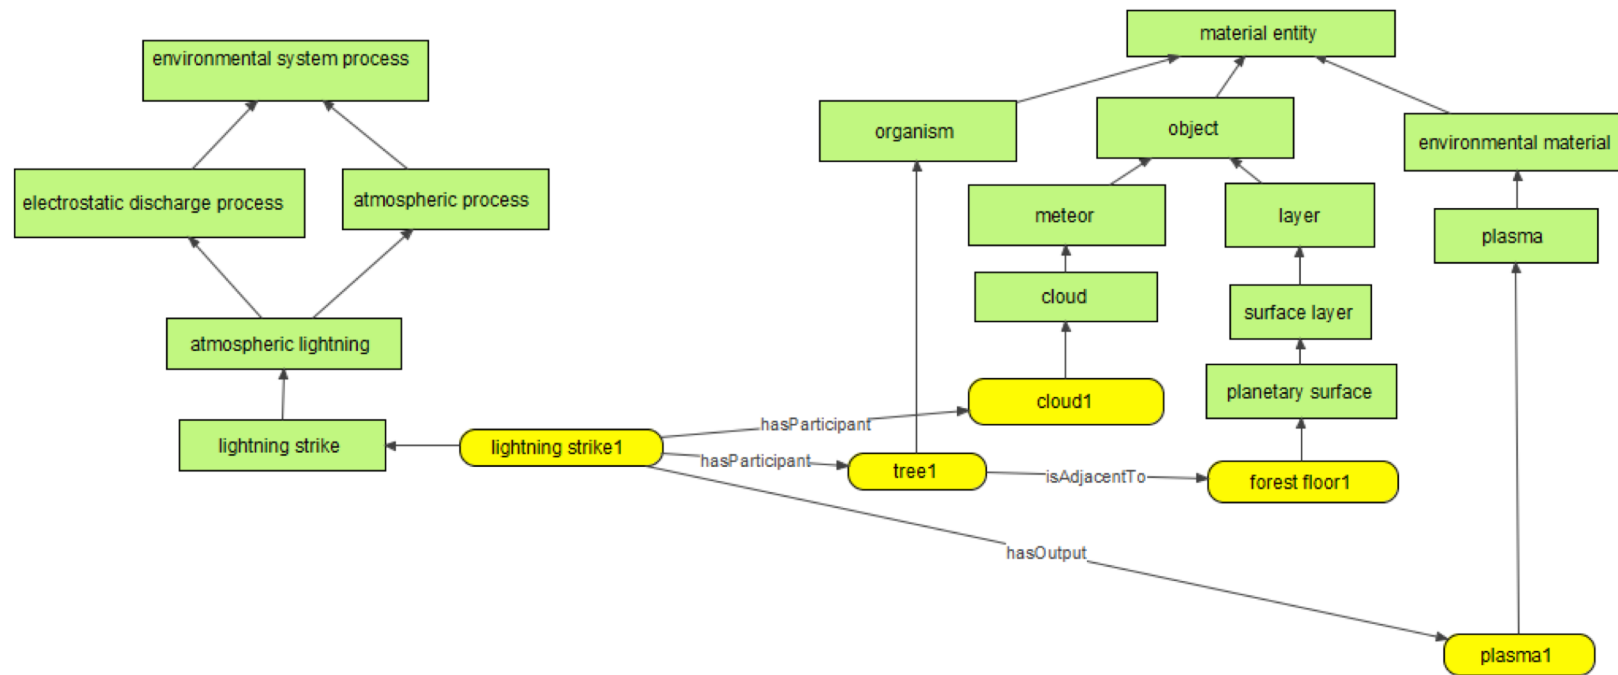 material entity
environmental system process
organism
object
environmental material
electrostatic discharge process
atmospheric process
meteor
layer
plasma
cloud
surface layer
atmospheric lightning
planetary surface
cloud1
hasParticipant
lightning strike
lightning strike1
hasParticipant
tree1
isAdjacentTo
forest floor1
hasOutput
plasma1